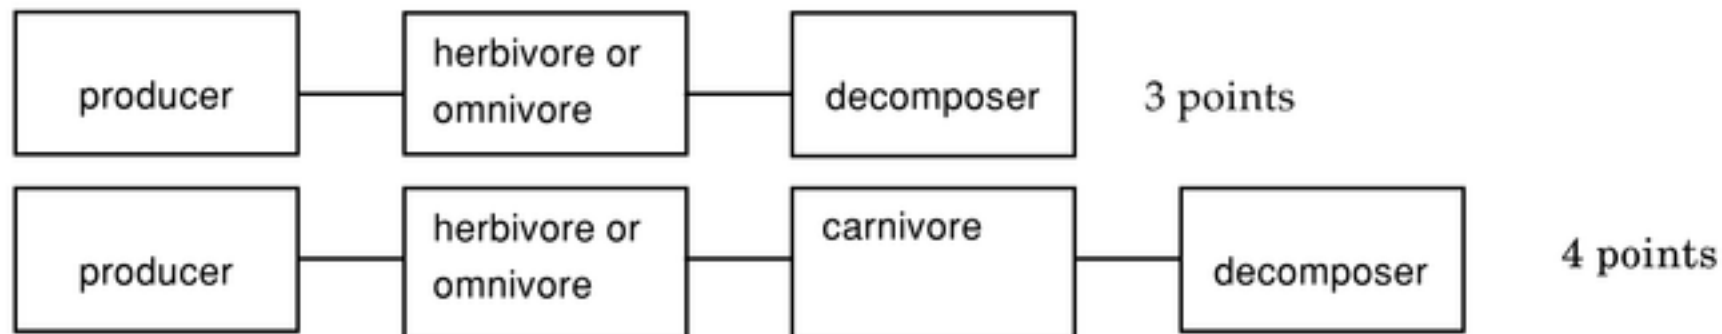 producer
herbivore or
omnivore
decomposer
3 points
producer
herbivore or
omnivore
carnivore
decomposer
4 points